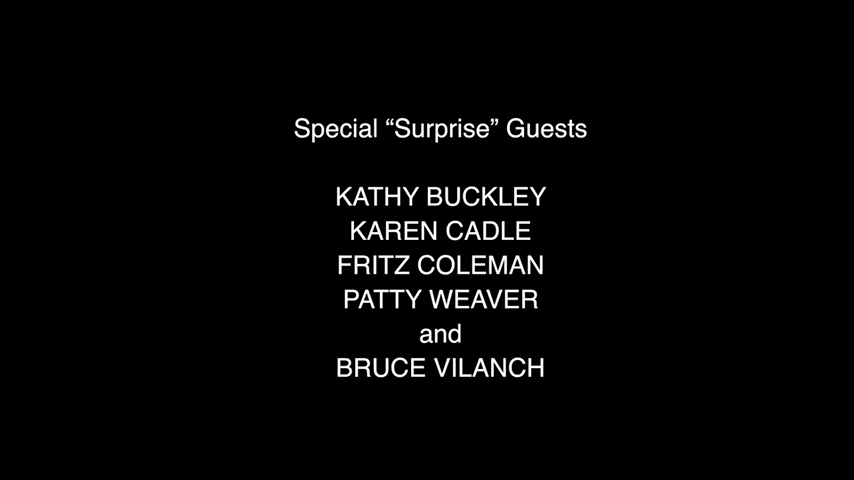 Special “Surprise” Guests
KATHY BUCKLEY
KAREN CADLE
FRITZ COLEMAN
PATTY WEAVER
and
BRUCE VILANCH